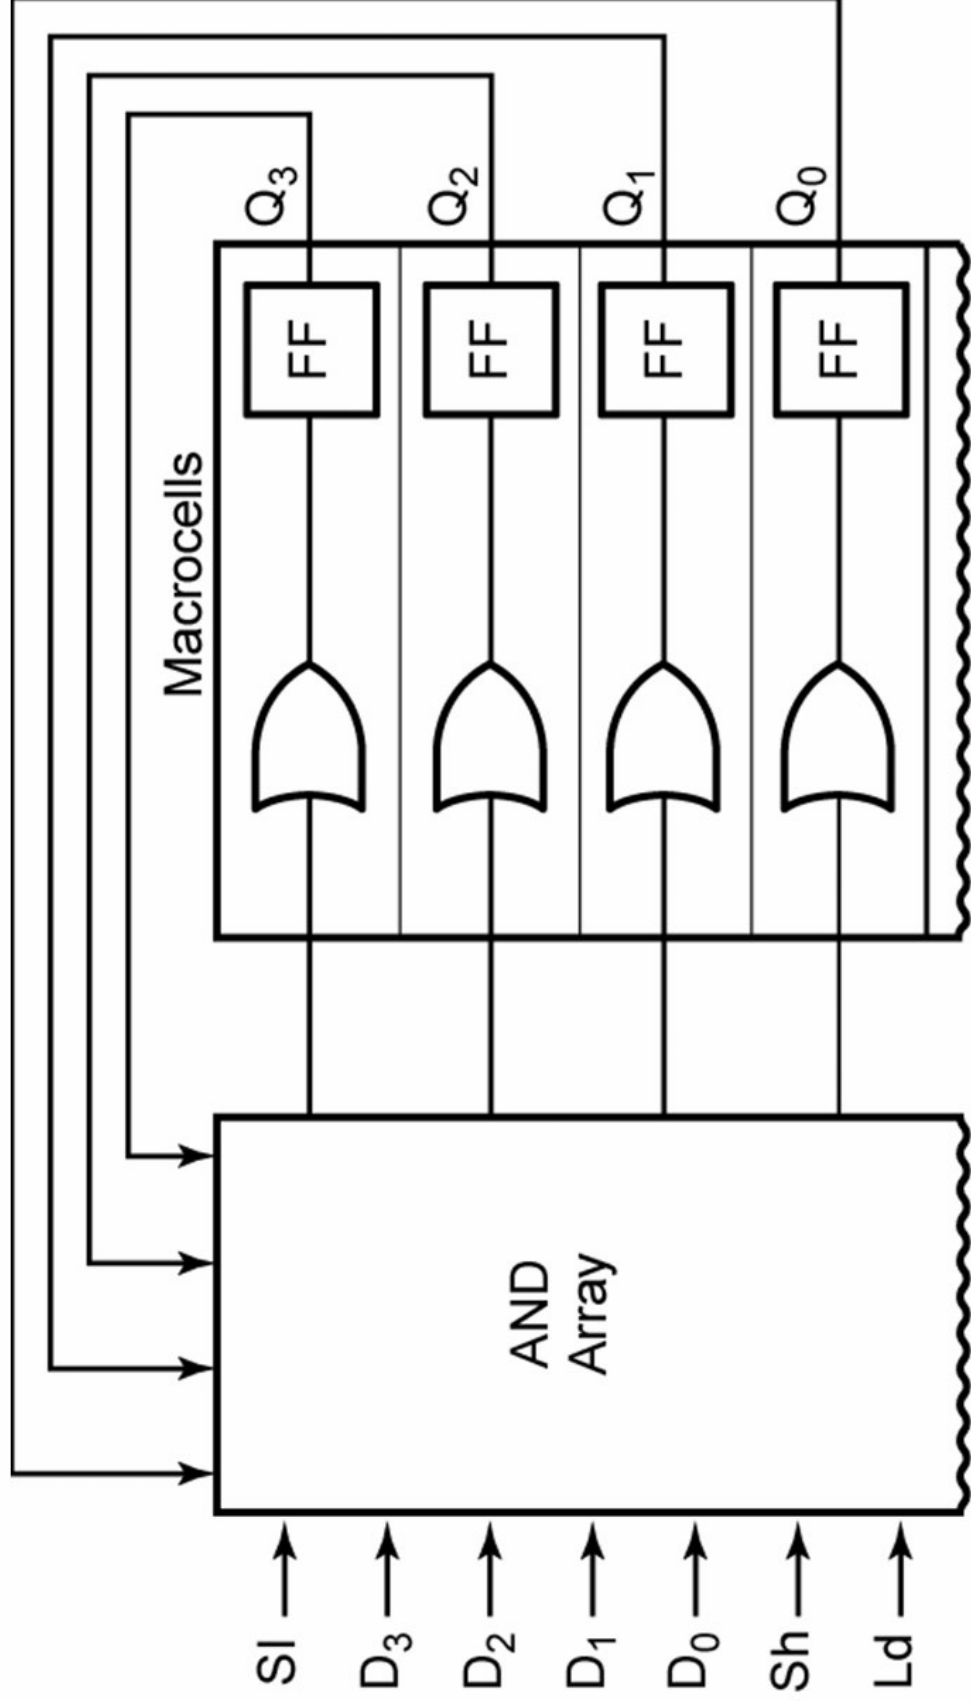 Macrocells
Q3
Q2
Q1
Q0
FF
FF
FF
FF
AND
Array
SI
D3
D2
D1
D0
Sh
Ld